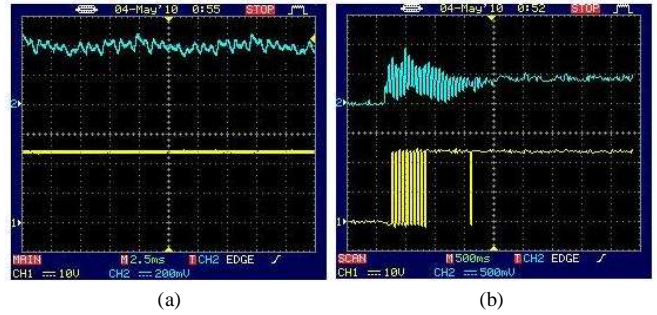 04-May'10 0:55 STOP
2
1
MAIN M 2.5ms T CH2 EDGE
CH1 10V CH2 200mV
(a)
04-May'10 0:52 STOP
2
1
SCAN M 500ms T CH2 EDGE
CH1 10V CH2 500mV
(b)